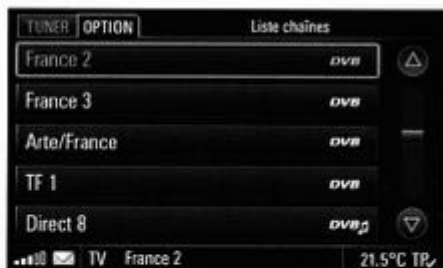 TUNER OPTION Liste chaînes
France 2 DVB
France 3 DVB
Arte/France DVB
TF 1 DVB
Direct 8 DVB
TV France 2 21.5°C TP